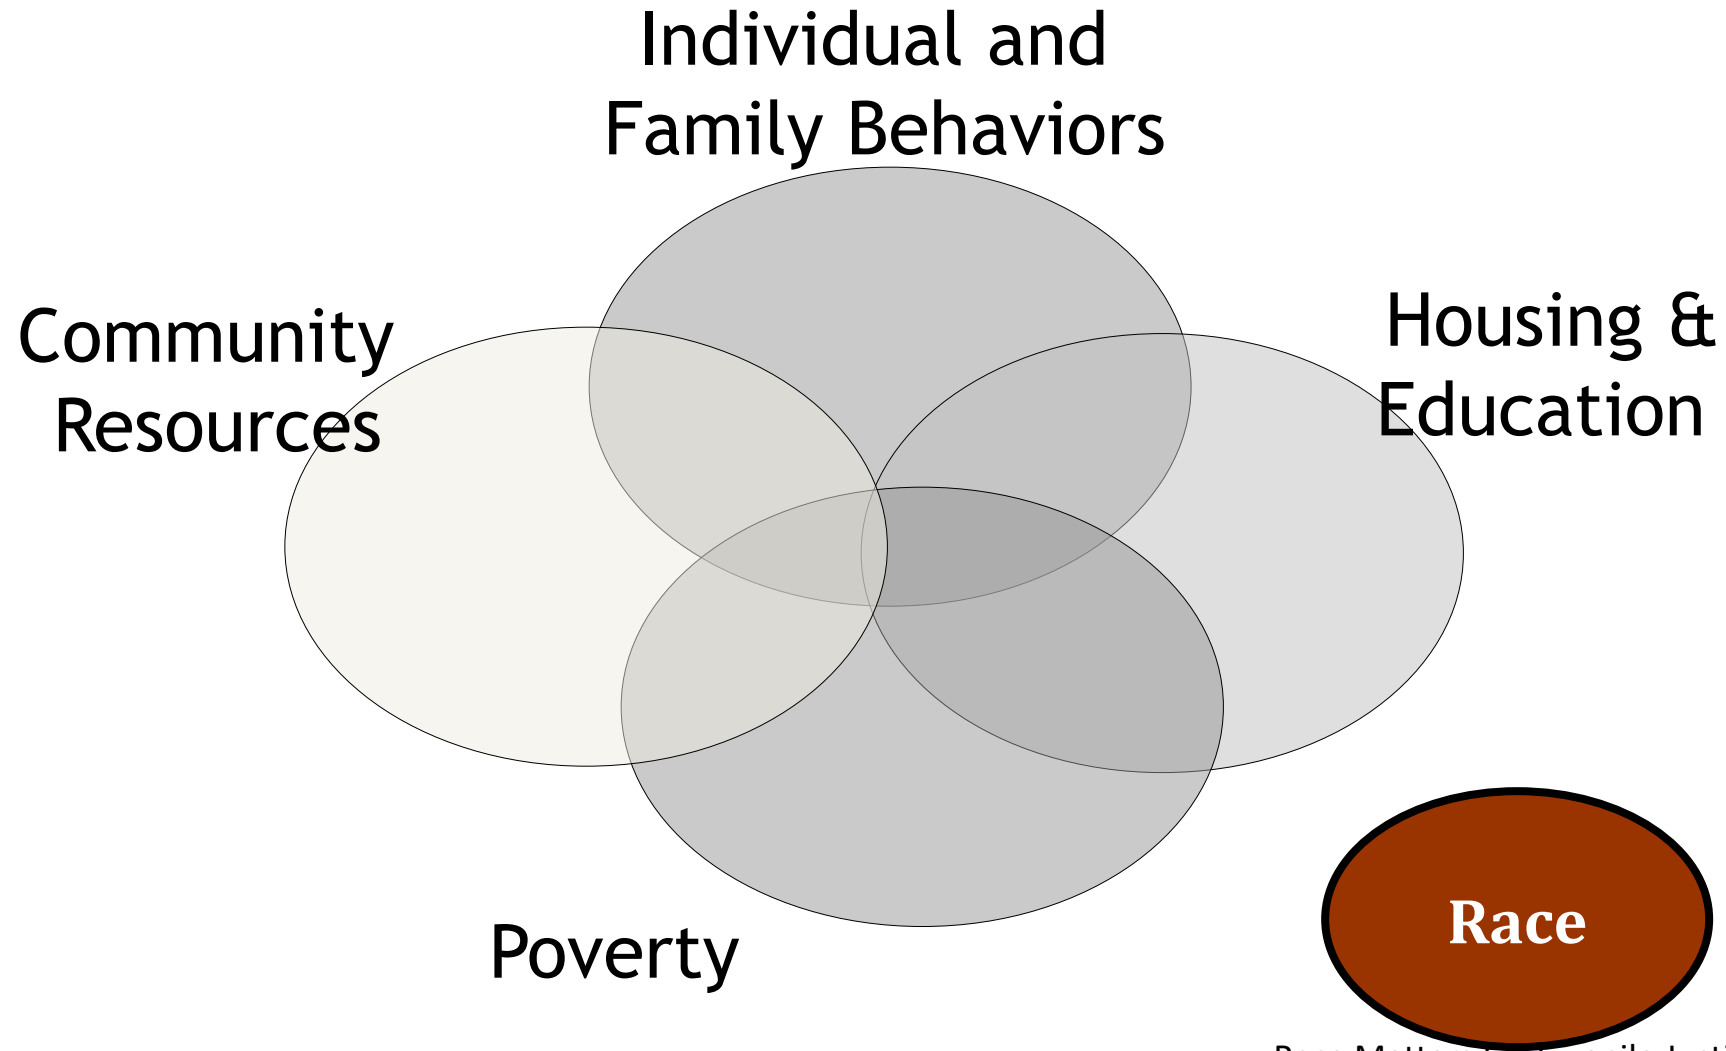 Individual and
Family Behaviors
Community
Resources
Housing &
Education
Poverty
Race